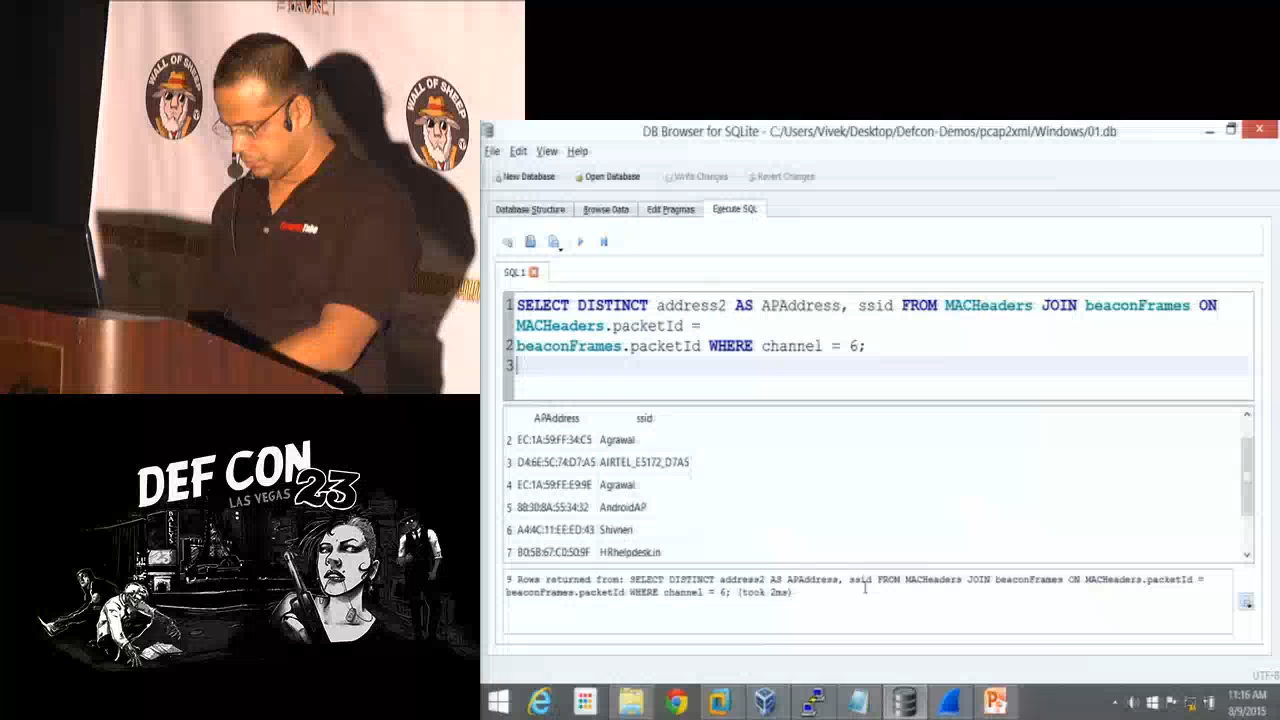 WALL OF SHEEP
WALL OF SHEEP
DEF CON 23
LAS VEGAS
BALLYS
DB Browser for SQLite - C:/Users/Vivek/Desktop/Defcon-Demos/pcap2xml/Windows/01.db
File Edit View Help
New Database Open Database Write Changes Revert Changes
Database Structure Browse Data Edit Pragmas Execute SQL
SQL 1
1 SELECT DISTINCT address2 AS APAddress, ssid FROM MACHeaders JOIN beaconFrames ON
MACHeaders.packetId =
2 beaconFrames.packetId WHERE channel = 6;
3
APAddress ssid
2 EC:1A:59:FF:34:C5 Agrawal
3 D4:6E:5C:74:D7:A5 AIRTEL_E5172_D7A5
4 EC:1A:59:FE:E9:9E Agrawal
5 88:30:8A:55:34:32 AndroidAP
6 A4:4C:11:EE:ED:43 Shivneri
7 B0:5B:67:C0:50:9F HRhelpdesk.in
9 Rows returned from: SELECT DISTINCT address2 AS APAddress, ssid FROM MACHeaders JOIN beaconFrames ON MACHeaders.packetId =
beaconFrames.packetId WHERE channel = 6; (took 2ms)
UTF-8
11:16 AM
8/9/2015